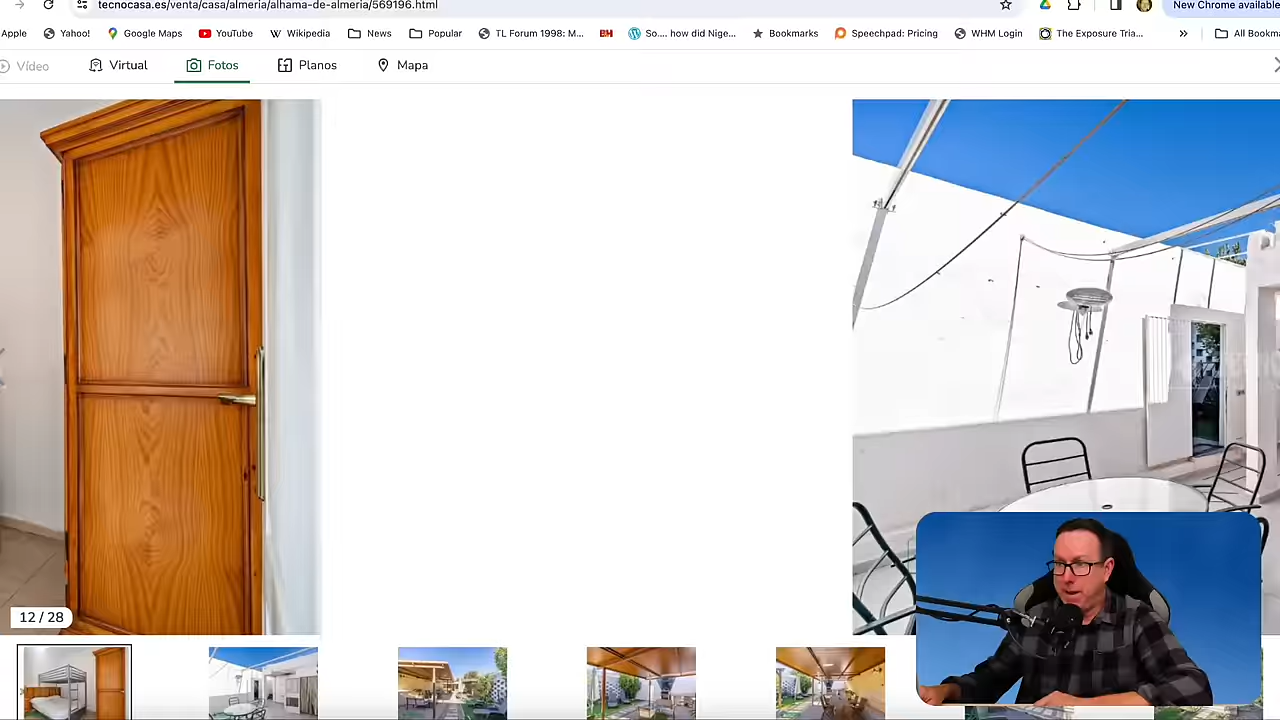 tecnocasa.es/venta/casa/almeria/alhama-de-almeria/569196.html
New Chrome available
Apple
Yahoo!
Google Maps
YouTube
Wikipedia
News
Popular
TL Forum 1998: M...
BH
So.... how did Nige...
Bookmarks
Speechpad: Pricing
WHM Login
The Exposure Tria...
»
All Bookma
Vídeo
Virtual
Fotos
Planos
Mapa
12 / 28